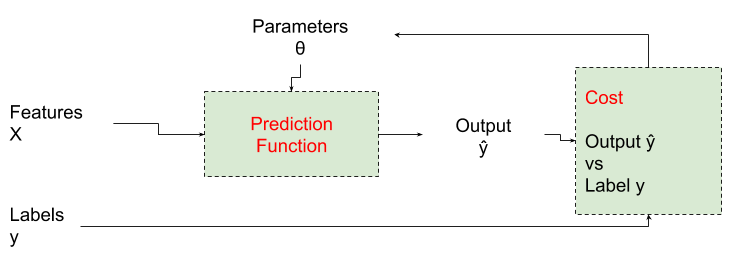 Parameters
θ
Features
X
Prediction
Function
Output
ŷ
Cost
Output ŷ
vs
Label y
Labels
y